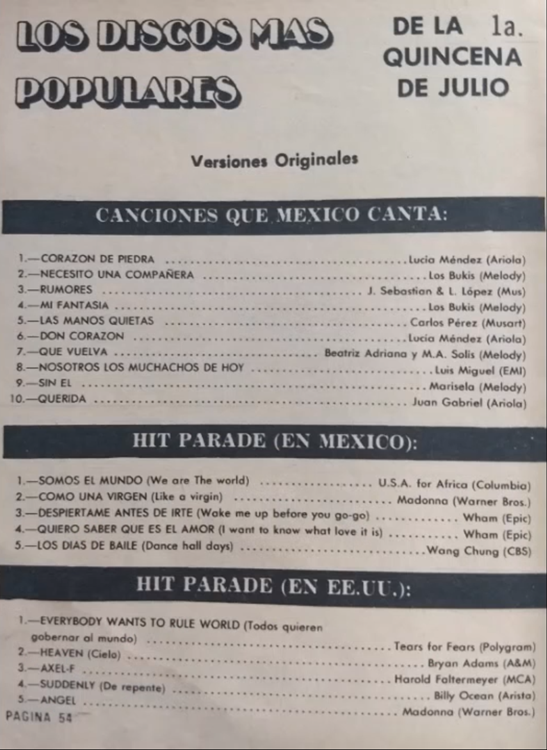 LOS DISCOS MAS
POPULARES
DE LA 1a.
QUINCENA
DE JULIO
Versiones Originales
CANCIONES QUE MEXICO CANTA:
1.—CORAZON DE PIEDRA ........ Lucía Méndez (Ariola)
2.—NECESITO UNA COMPAÑERA ........ Los Bukis (Melody)
3.—RUMORES ........ J. Sebastian & L. López (Mus)
4.—MI FANTASIA ........ Los Bukis (Melody)
5.—LAS MANOS QUIETAS ........ Carlos Pérez (Musart)
6.—DON CORAZON ........ Lucía Méndez (Ariola)
7.—QUE VUELVA ........ Beatriz Adriana y M.A. Solís (Melody)
8.—NOSOTROS LOS MUCHACHOS DE HOY ........ Luis Miguel (EMI)
9.—SIN EL ........ Marisela (Melody)
10.—QUERIDA ........ Juan Gabriel (Ariola)
HIT PARADE (EN MEXICO):
1.—SOMOS EL MUNDO (We are The world) ........ U.S.A. for Africa (Columbia)
2.—COMO UNA VIRGEN (Like a virgin) ........ Madonna (Warner Bros.)
3.—DESPIERTAME ANTES DE IRTE (Wake me up before you go-go) ........ Wham (Epic)
4.—QUIERO SABER QUE ES EL AMOR (I want to know what love it is) ........ Wham (Epic)
5.—LOS DIAS DE BAILE (Dance hall days) ........ Wang Chung (CBS)
HIT PARADE (EN EE.UU.):
1.—EVERYBODY WANTS TO RULE WORLD (Todos quieren
gobernar al mundo) ........ Tears for Fears (Polygram)
2.—HEAVEN (Cielo) ........ Bryan Adams (A&M)
3.—AXEL-F ........ Harold Faltermeyer (MCA)
4.—SUDDENLY (De repente) ........ Billy Ocean (Arista)
5.—ANGEL ........ Madonna (Warner Bros.)
PAGINA 54